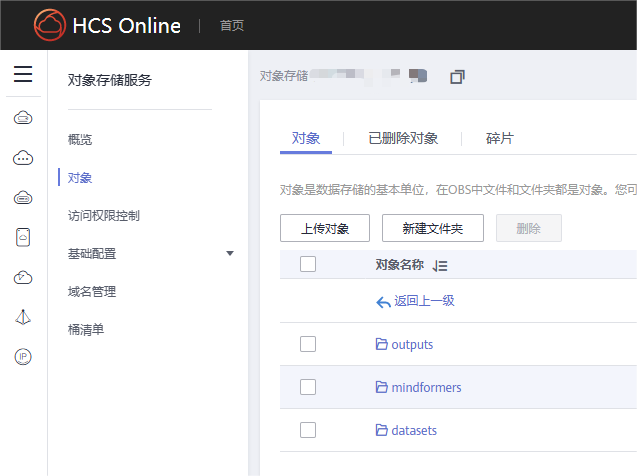 HCS Online
首页
对象存储服务
概览
对象
访问权限控制
基础配置
域名管理
桶清单
IP
对象存储
对象
已删除对象
碎片
对象是数据存储的基本单位，在OBS中文件和文件夹都是对象。您可
上传对象
新建文件夹
删除
对象名称
返回上一级
outputs
mindformers
datasets